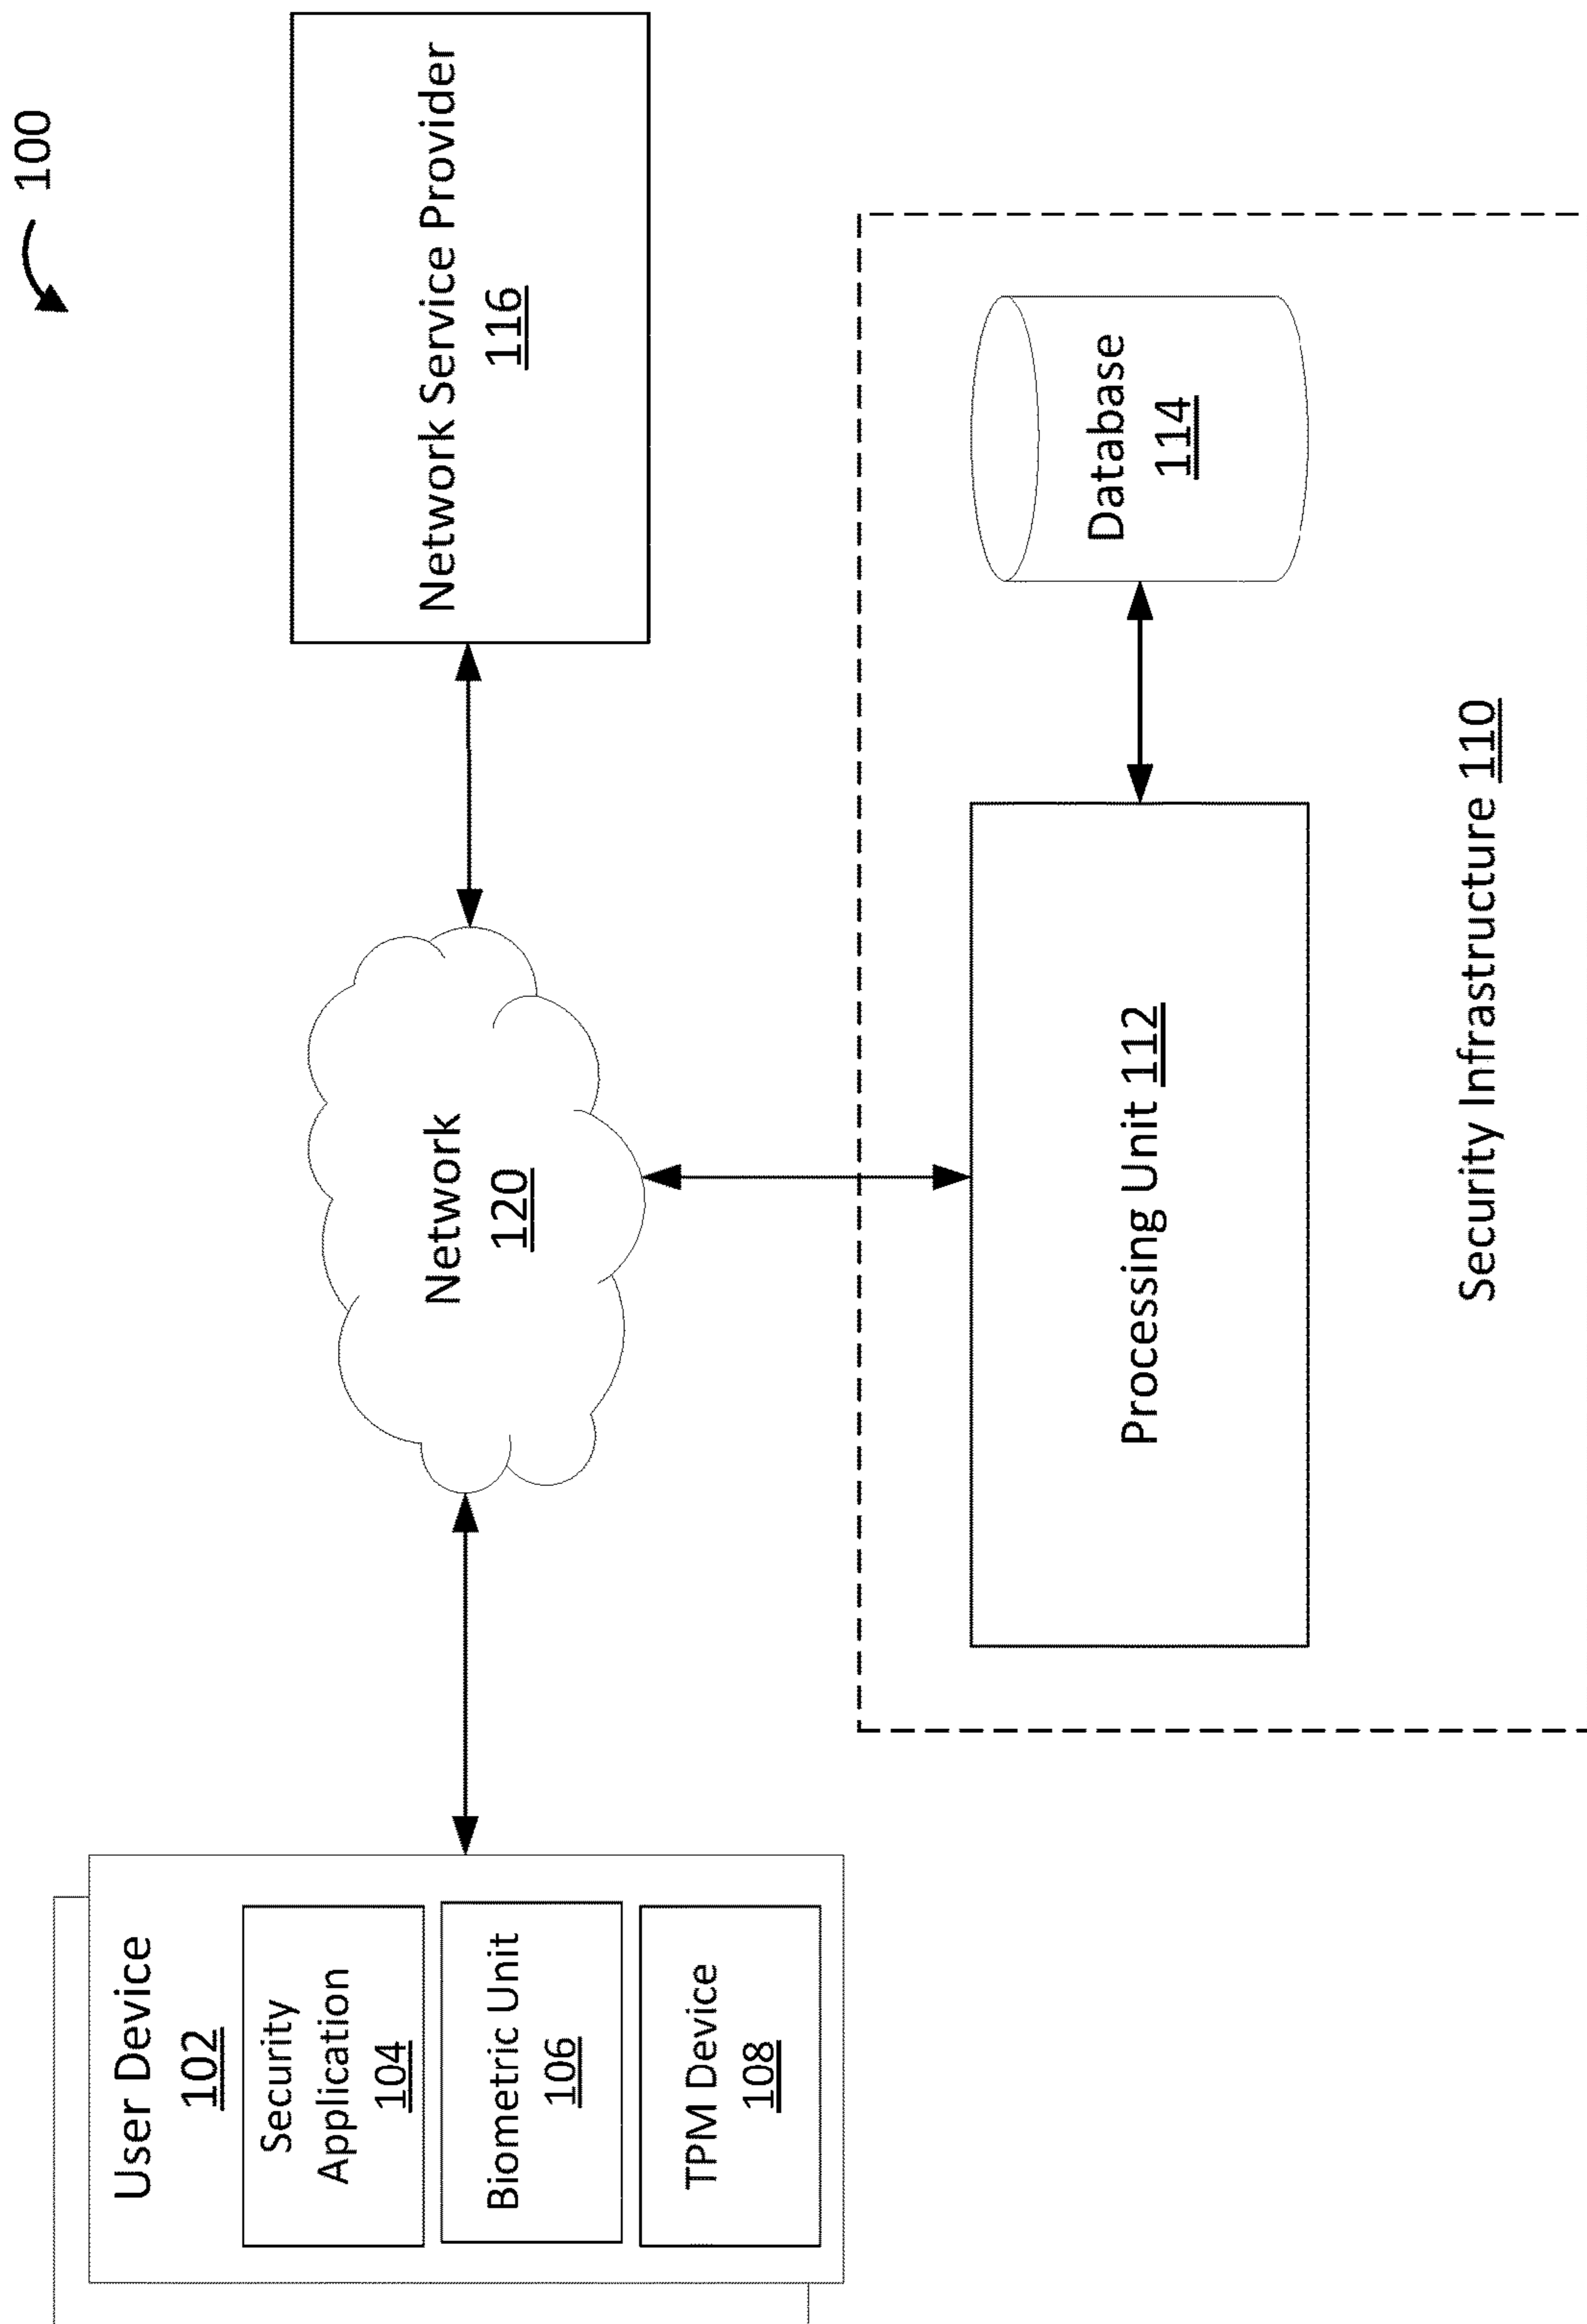 100
User Device
102
Security
Application
104
Biometric Unit
106
TPM Device
108
Network
120
Network Service Provider
116
Processing Unit 112
Database
114
Security Infrastructure 110